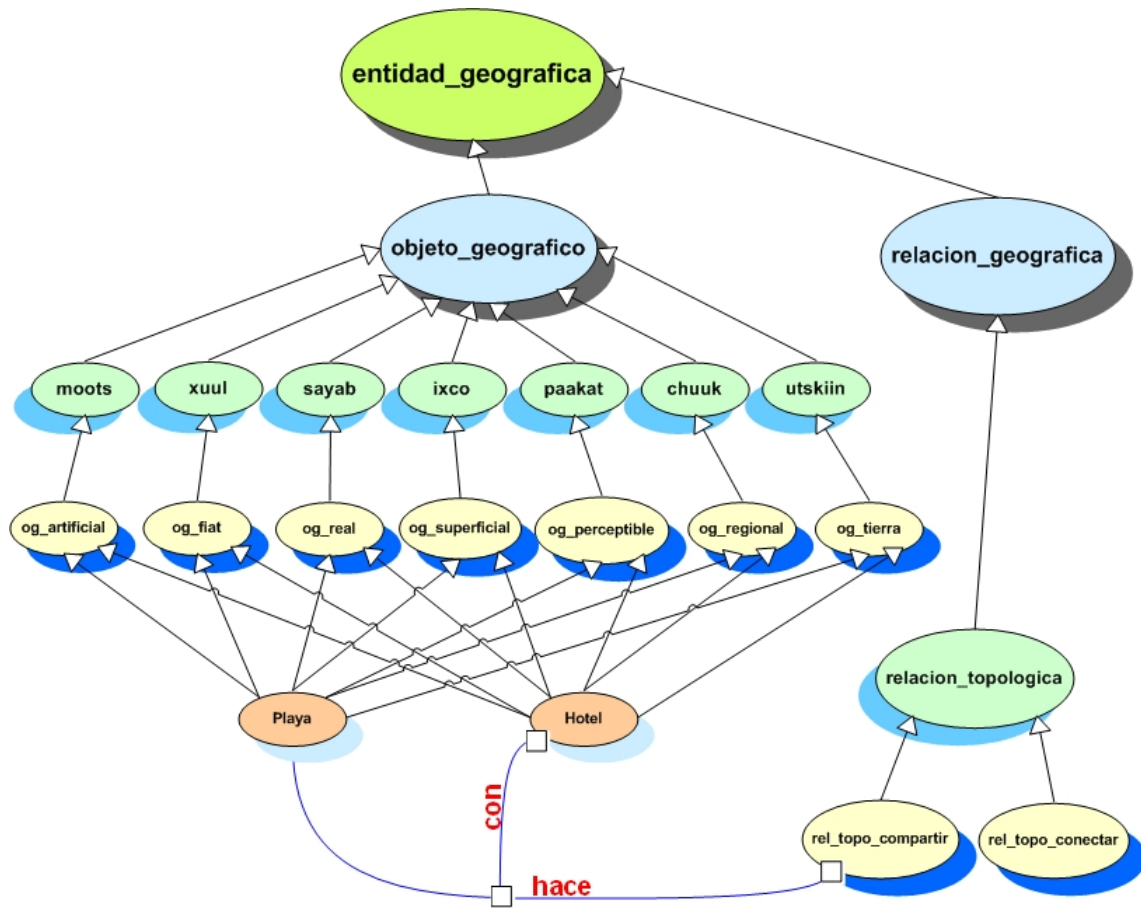 entidad_geografica
objeto_geografico
relacion_geografica
moots
xuul
sayab
ixco
paakat
chuuk
utskiin
og_artificial
og_fiat
og_real
og_superficial
og_perceptible
og_regional
og_tierra
relacion_topologica
Playa
Hotel
con
rel_topo_compartir
rel_topo_conectar
hace